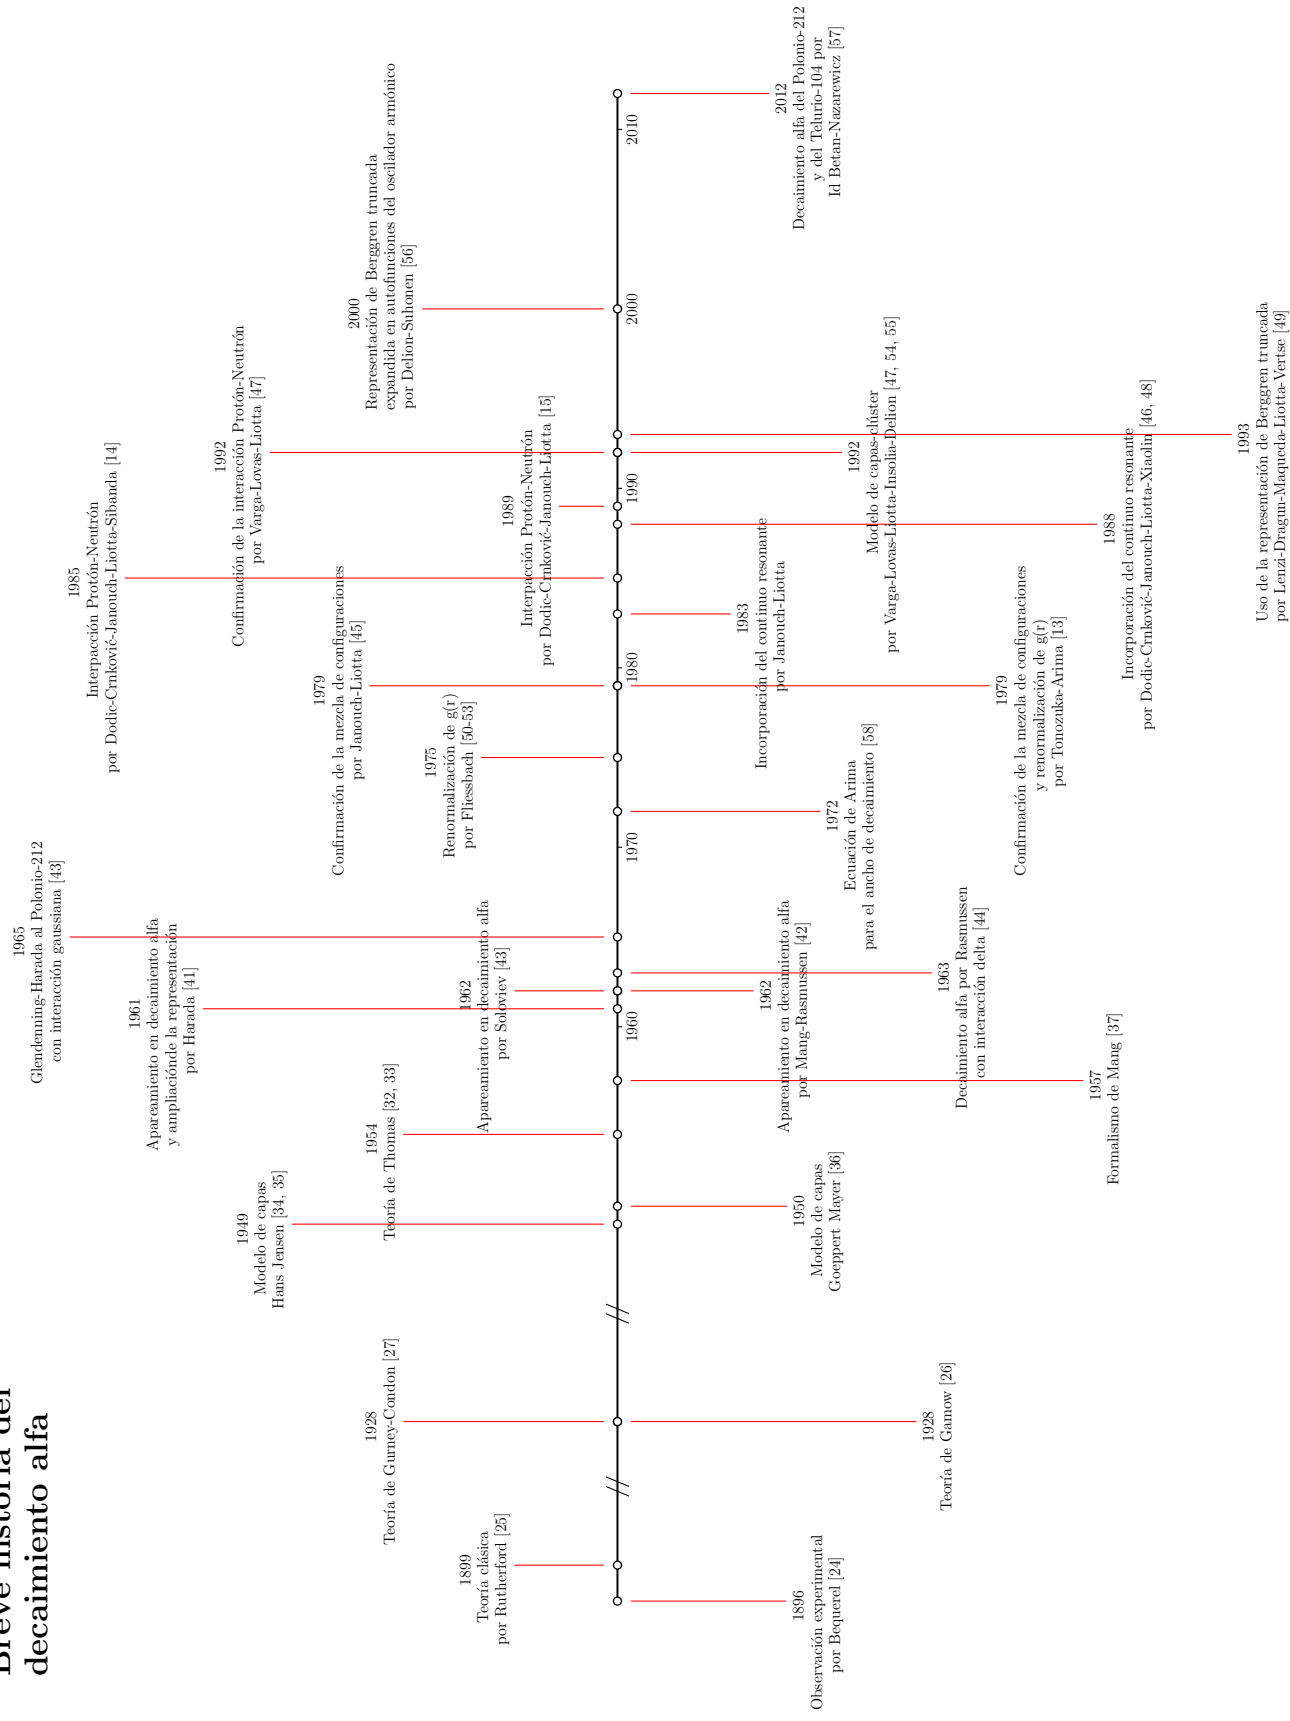 Breve historia del
decaimiento alfa
1965
Glendenning-Harada al Polonio-212
con interacción gaussiana [43]
1985
Interpacción Protón-Neutrón
por Dodic-Crnković-Janouch-Liotta-Sibanda [14]
1961
Apareamiento en decaimiento alfa
y ampliaciónde la representación
por Harada [41]
1992
Confirmación de la interacción Protón-Neutrón
por Varga-Lovas-Liotta [47]
1949
Modelo de capas
Hans Jensen [34, 35]
1979
Confirmación de la mezcla de configuraciones
por Janouch-Liotta [45]
2000
Representación de Berggren truncada
expandida en autofunciones del oscilador armónico
por Delion-Suhonen [56]
1928
Teoría de Gurney-Condon [27]
1954
Teoría de Thomas [32, 33]
1975
Renormalización de g(r)
por Fliessbach [50-53]
1899
Teoría clásica
por Rutherford [25]
1962
Apareamiento en decaimiento alfa
por Soloviev [43]
1989
Interpacción Protón-Neutrón
por Dodic-Crnković-Janouch-Liotta [15]
1960
1970
1980
1990
2000
2010
1896
Observación experimental
por Bequerel [24]
1928
Teoría de Gamow [26]
1950
Modelo de capas
Goeppert Mayer [36]
1957
Formalismo de Mang [37]
1962
Apareamiento en decaimiento alfa
por Mang-Rasmussen [42]
1963
Decaimiento alfa por Rasmussen
con interacción delta [44]
1972
Ecuación de Arima
para el ancho de decaimiento [58]
1979
Confirmación de la mezcla de configuraciones
y renormalización de g(r)
por Tonozuka-Arima [13]
1983
Incorporación del continuo resonante
por Janouch-Liotta
1988
Incorporación del continuo resonante
por Dodic-Crnković-Janouch-Liotta-Xiaolin [46, 48]
1992
Modelo de capas-clúster
por Varga-Lovas-Liotta-Insolia-Delion [47, 54, 55]
1993
Uso de la representación de Berggren truncada
por Lenzi-Dragun-Maqueda-Liotta-Vertse [49]
2012
Decaimiento alfa del Polonio-212
y del Telurio-104 por
Id Betan-Nazarewicz [57]